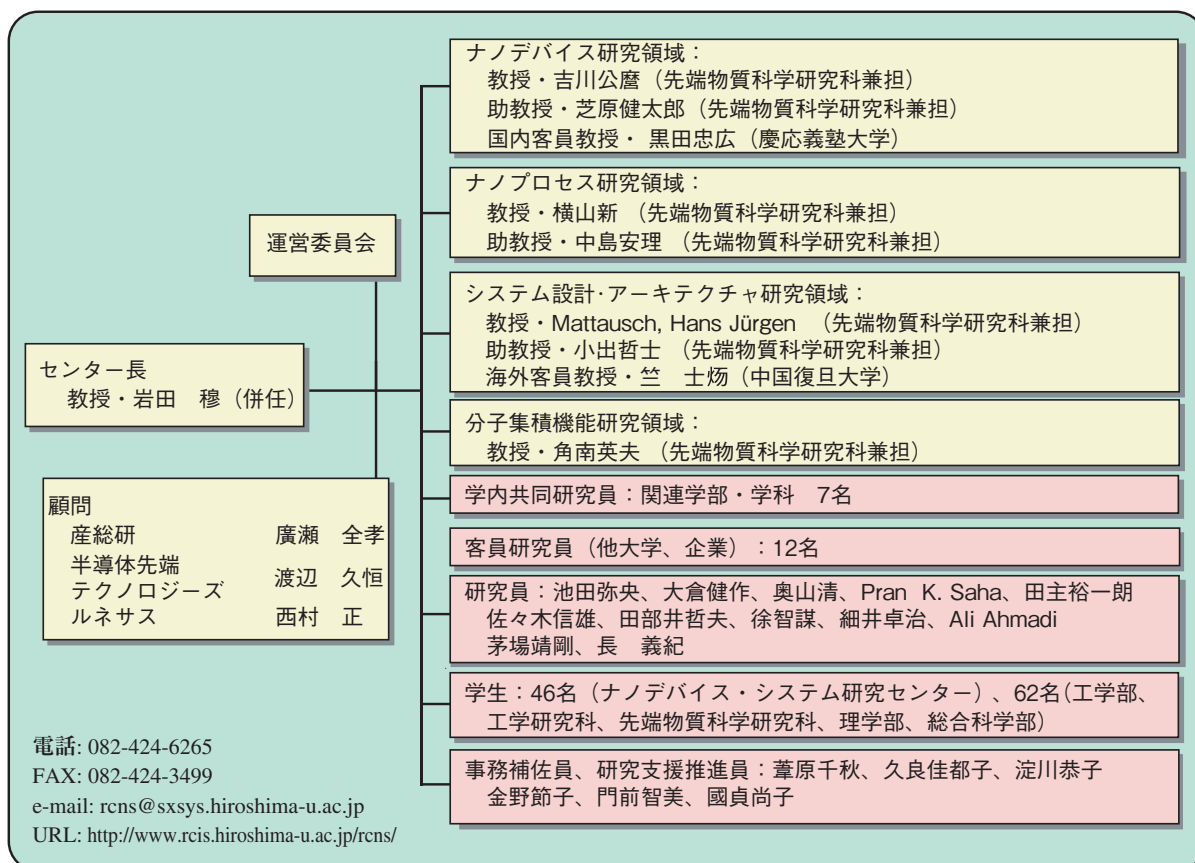 運営委員会
センター長
教授・岩田　穆（併任）
顧問
産総研　廣瀬　全孝
半導体先端
テクノロジーズ　渡辺　久恒
ルネサス　西村　正
電話: 082-424-6265
FAX: 082-424-3499
e-mail: rcns@sxsys.hiroshima-u.ac.jp
URL: http://www.rcis.hiroshima-u.ac.jp/rcns/
ナノデバイス研究領域：
教授・吉川公麿（先端物質科学研究科兼担）
助教授・芝原健太郎（先端物質科学研究科兼担）
国内客員教授・ 黒田忠広（慶応義塾大学）
ナノプロセス研究領域：
教授・横山新 （先端物質科学研究科兼担）
助教授・中島安理（先端物質科学研究科兼担）
システム設計･アーキテクチャ研究領域：
教授・Mattausch, Hans Jürgen （先端物質科学研究科兼担）
助教授・小出哲士 （先端物質科学研究科兼担）
海外客員教授・竺　士炀（中国復旦大学）
分子集積機能研究領域：
教授・角南英夫 （先端物質科学研究科兼担）
学内共同研究員：関連学部・学科　7名
客員研究員（他大学、企業）：12名
研究員：池田弥央、大倉健作、奥山清、Pran K. Saha、田主裕一朗
佐々木信雄、田部井哲夫、徐智謀、細井卓治、Ali Ahmadi
茅場靖剛、長　義紀
学生：46名（ナノデバイス・システム研究センター）、62名(工学部、
工学研究科、先端物質科学研究科、理学部、総合科学部）
事務補佐員、研究支援推進員：葦原千秋、久良佳都子、淀川恭子
金野節子、門前智美、國貞尚子